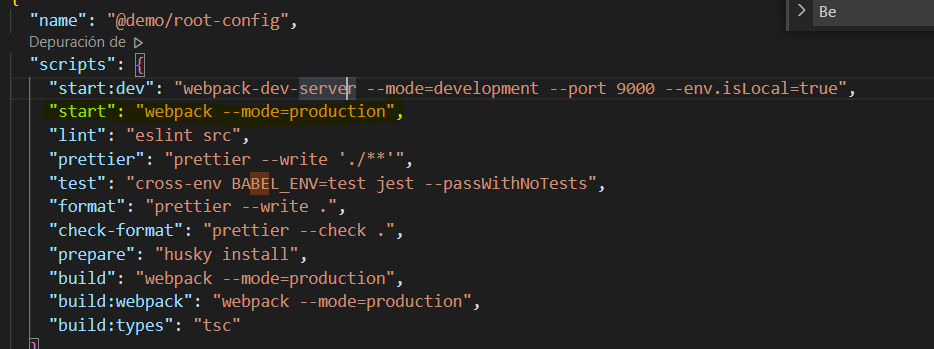 {
Be
"name": "@demo/root-config",
Depuración de
"scripts": {
"start:dev": "webpack-dev-server --mode=development --port 9000 --env.isLocal=true",
"start": "webpack --mode=production",
"lint": "eslint src",
"prettier": "prettier --write './**'",
"test": "cross-env BABEL_ENV=test jest --passWithNoTests",
"format": "prettier --write .",
"check-format": "prettier --check .",
"prepare": "husky install",
"build": "webpack --mode=production",
"build:webpack": "webpack --mode=production",
"build:types": "tsc"
}